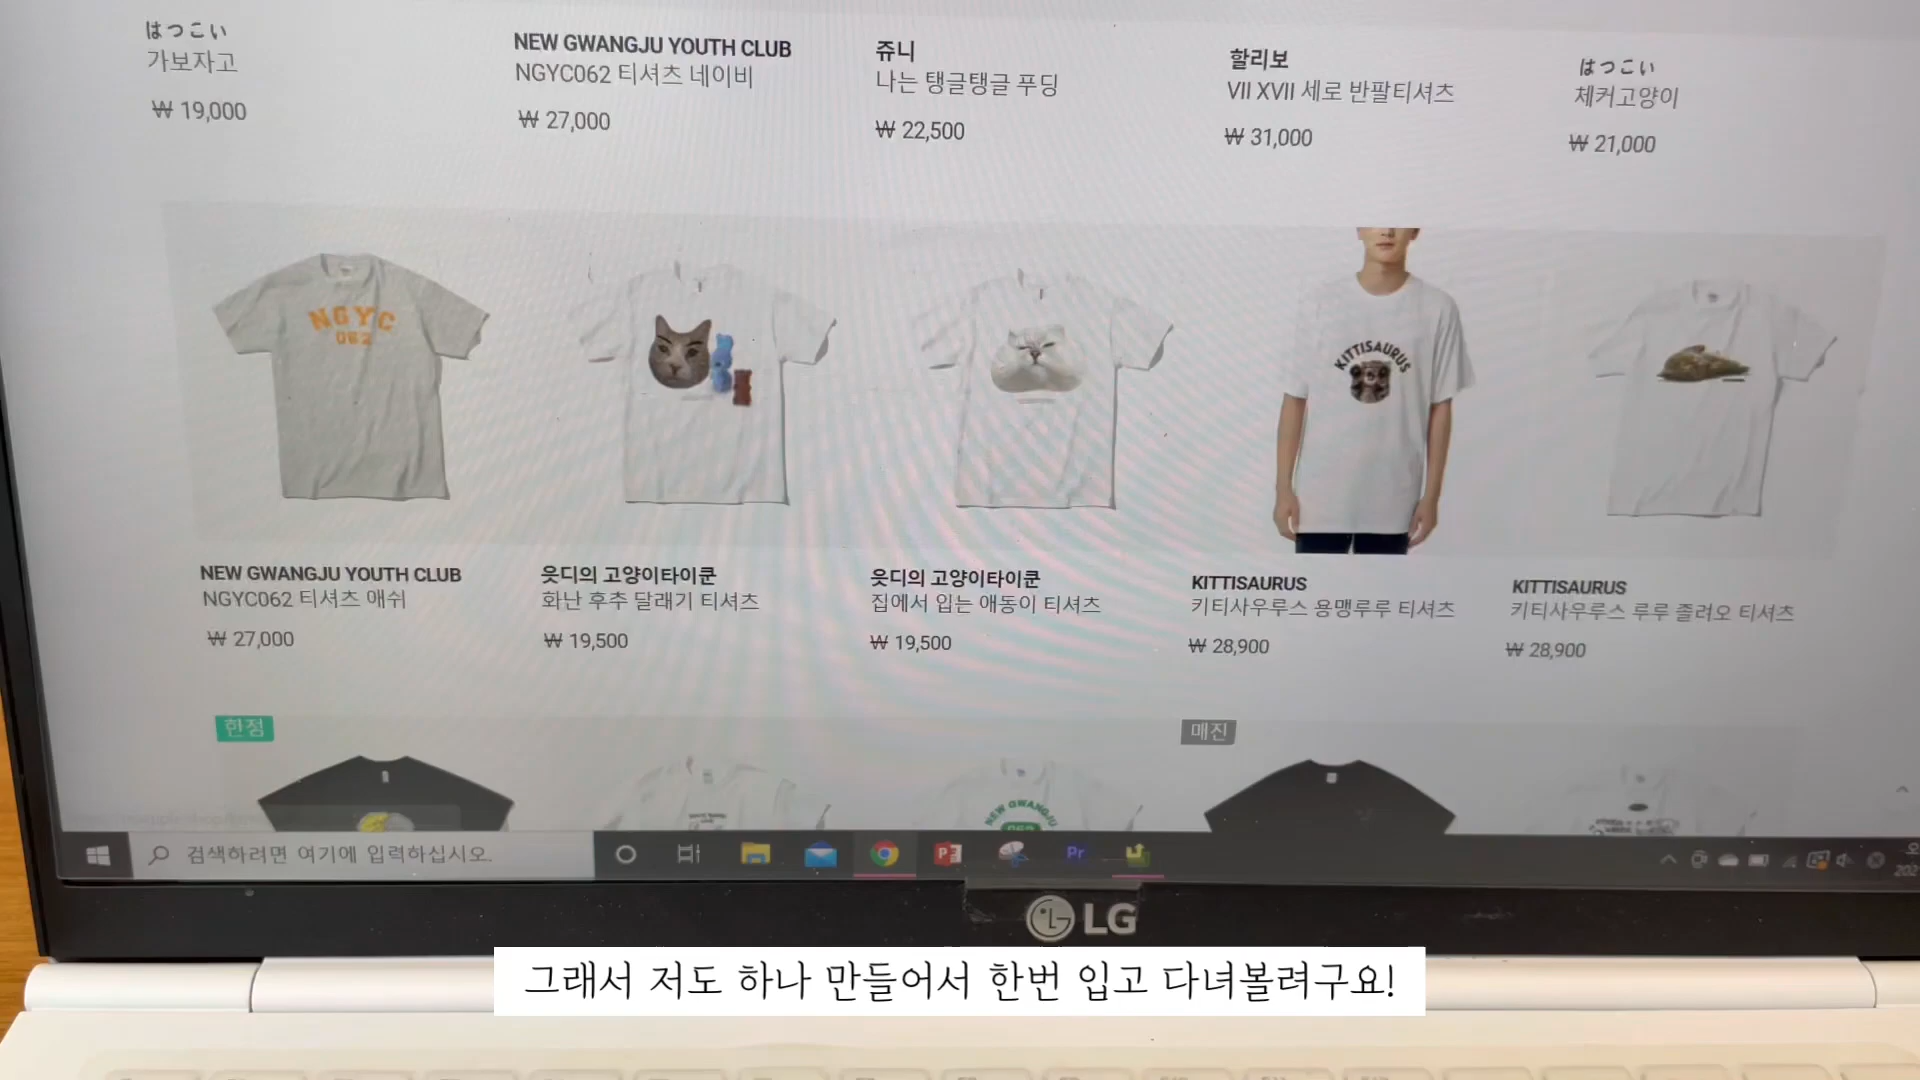 はつこい
가보자고
₩ 19,000
NEW GWANGJU YOUTH CLUB
NGYC062 티셔츠 네이비
₩ 27,000
쥬니
나는 탱글탱글 푸딩
₩ 22,500
할리보
VII XVII 세로 반팔티셔츠
₩ 31,000
はつこい
체커고양이
₩ 21,000
NGYC
062
KITTISAURUS
NEW GWANGJU YOUTH CLUB
NGYC062 티셔츠 애쉬
₩ 27,000
웃디의 고양이타이쿤
화난 후추 달래기 티셔츠
₩ 19,500
웃디의 고양이타이쿤
집에서 입는 애동이 티셔츠
₩ 19,500
KITTISAURUS
키티사우루스 용맹루루 티셔츠
₩ 28,900
KITTISAURUS
키티사우루스 루루 졸려오 티셔츠
₩ 28,900
한정
매진
NEW GWANGJU
062
검색하려면 여기에 입력하십시오.
Pr
LG
그래서 저도 하나 만들어서 한번 입고 다녀볼려구요!